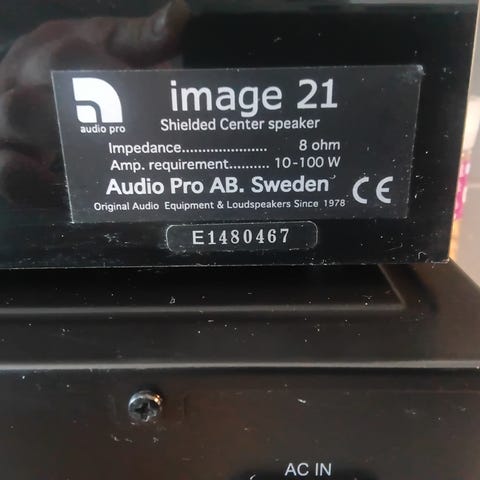 audio pro
image 21
Shielded Center speaker
Impedance..................... 8 ohm
Amp. requirement.......... 10-100 W
Audio Pro AB. Sweden CE
Original Audio Equipment & Loudspeakers Since 1978
E1480467
AC IN